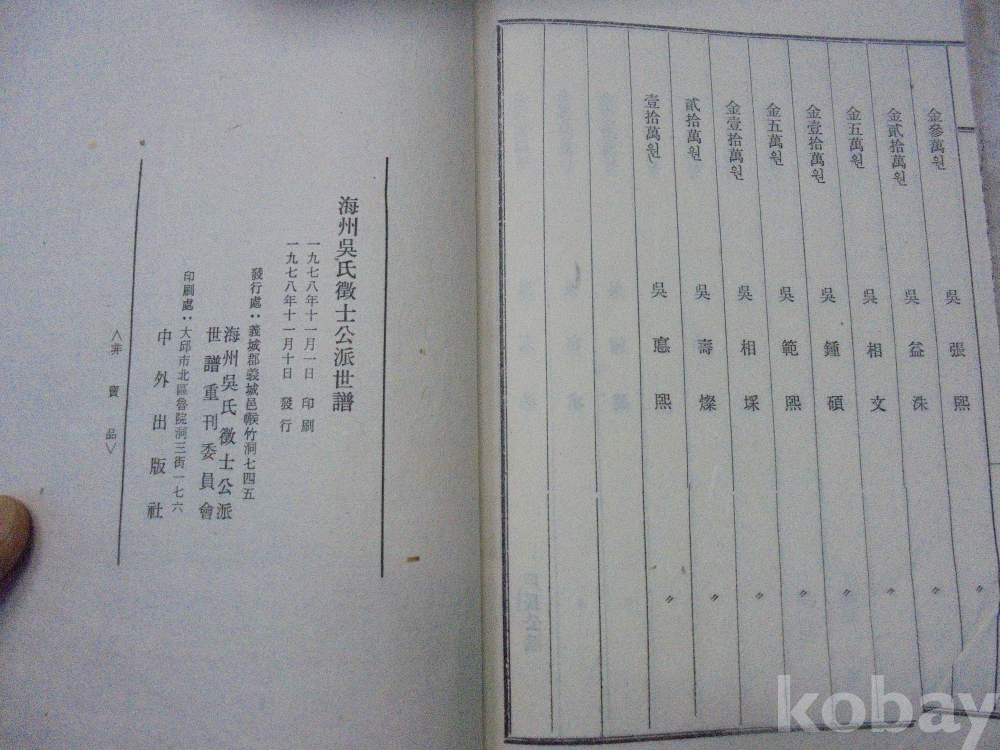 金參萬원 吳張熙 〃
金貳拾萬원 吳益洙 〃
金五萬원 吳相文 〃
金壹拾萬원 吳鍾碩 〃
金五萬원 吳範熙 〃
金壹拾萬원 吳相埰 〃
貳拾萬원 吳壽燦 〃
壹拾萬원 吳悳熙 〃
海州吳氏徵士公派世譜
一九七八年十一月一日 印刷
一九七八年十一月十日 發行
發行處：義城郡義城邑帿竹洞七四五
海州吳氏徵士公派
世譜重刊委員會
印刷處：大邱市北區魯院洞三街一七六
中外出版社
〈非賣品〉
kobay